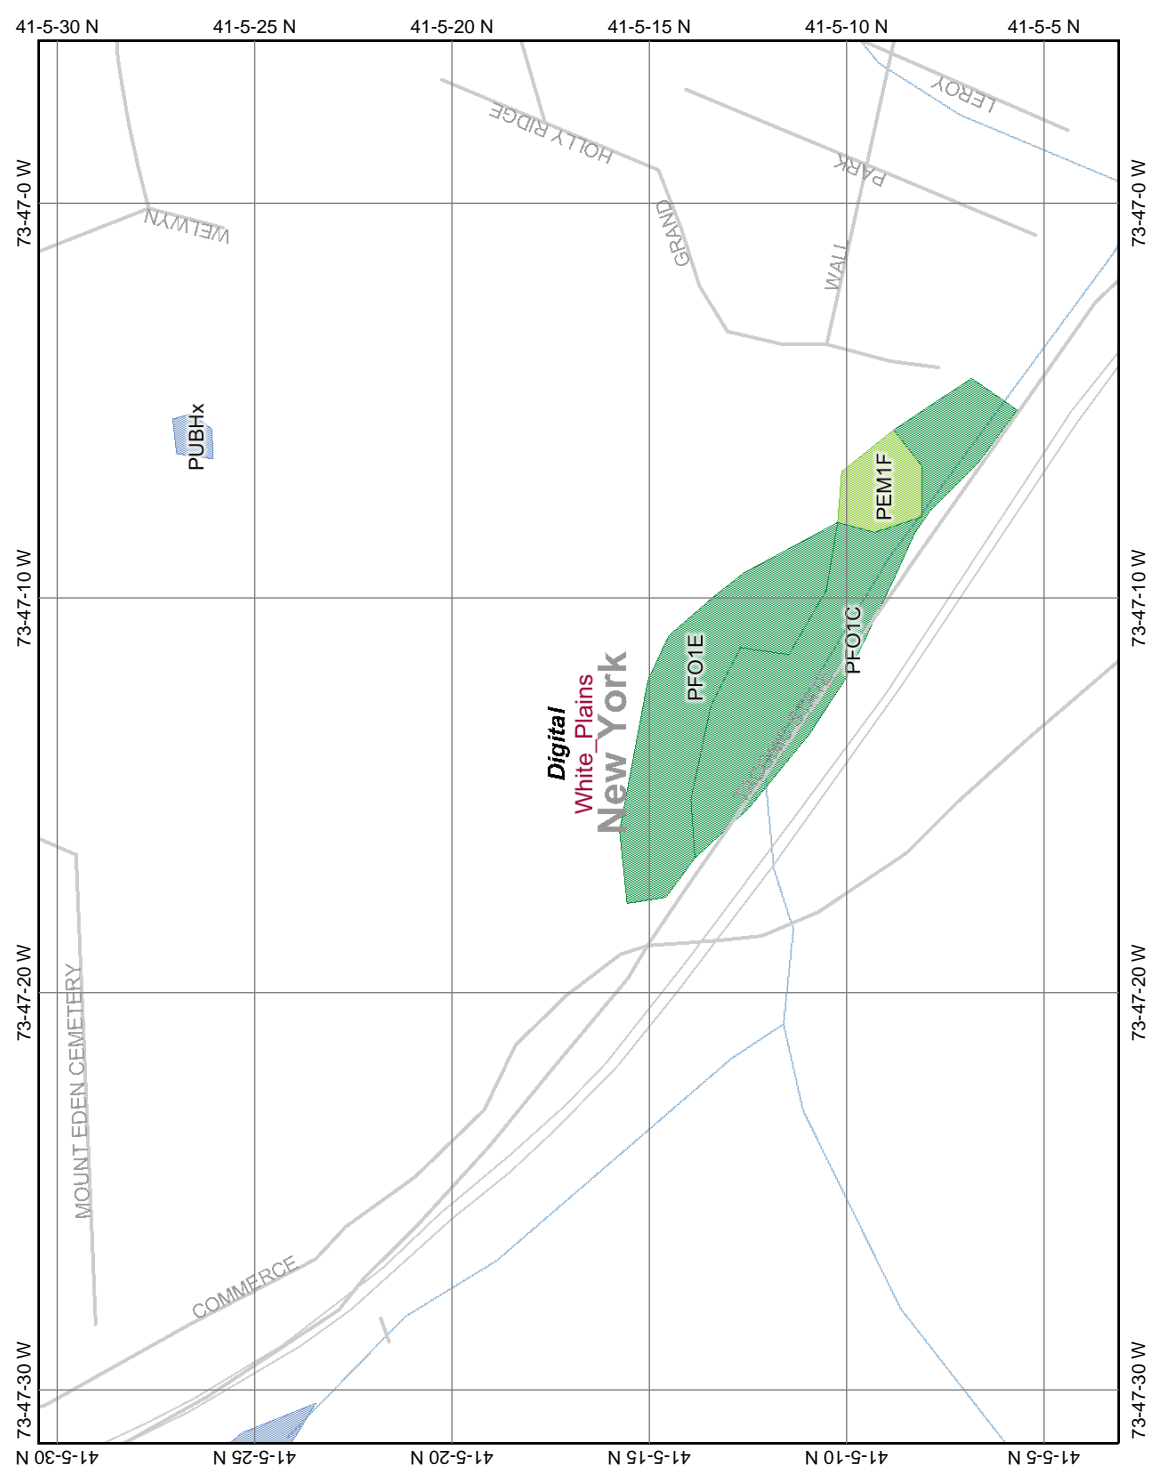 41-5-30 N
41-5-25 N
41-5-20 N
41-5-15 N
41-5-10 N
41-5-5 N
LEROY
HOLLY RIDGE
PARK
73-47-0 W
73-47-0 W
WELWYN
GRAND
WALL
PUBHx
PEM1F
73-47-10 W
73-47-10 W
PFO1E
PFO1C
Digital
White_Plains
New York
73-47-20 W
73-47-20 W
MOUNT EDEN CEMETERY
COMMERCE
73-47-30 W
73-47-30 W
41-5-30 N
41-5-25 N
41-5-20 N
41-5-15 N
41-5-10 N
41-5-5 N